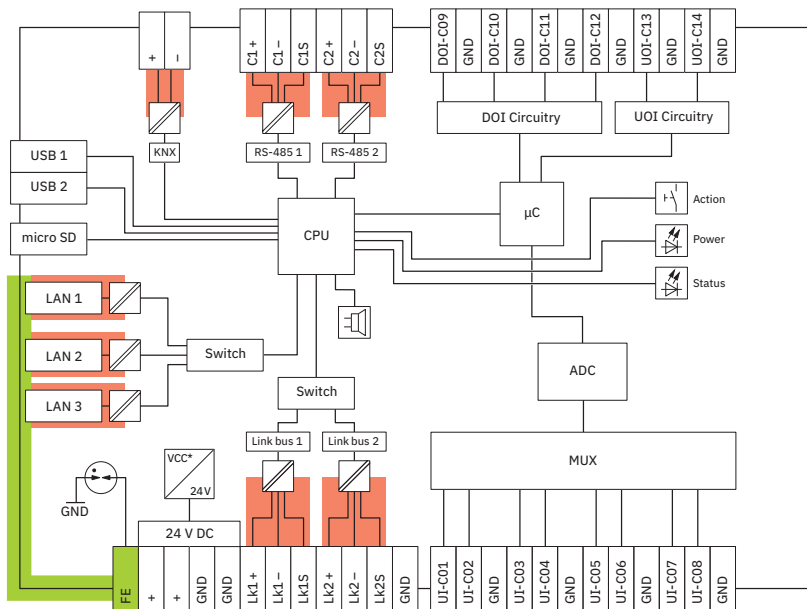 +
−
C1+
C1−
C1S
C2+
C2−
C2S
DOI-C09
GND
DOI-C10
GND
DOI-C11
GND
DOI-C12
GND
UOI-C13
GND
UOI-C14
GND
DOI Circuitry
UOI Circuitry
KNX
RS-485 1
RS-485 2
USB 1
USB 2
micro SD
CPU
µC
Action
Power
Status
LAN 1
LAN 2
LAN 3
Switch
Switch
ADC
Link bus 1
Link bus 2
MUX
VCC*
24V
GND
24 V DC
FE
+
+
GND
GND
Lk1+
Lk1−
Lk1S
Lk2+
Lk2−
Lk2S
GND
UI-C01
UI-C02
GND
UI-C03
UI-C04
GND
UI-C05
UI-C06
GND
UI-C07
UI-C08
GND